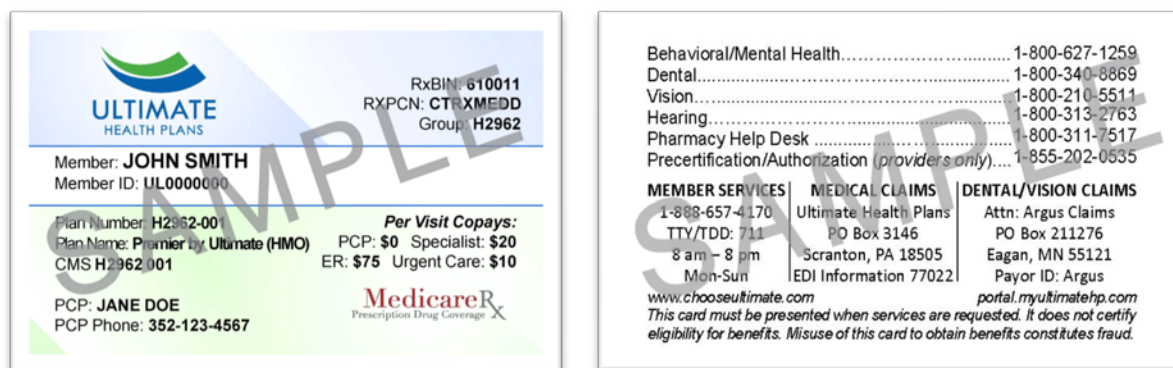 ULTIMATE
HEALTH PLANS
RxBIN: 610011
RXPCN: CTRXMEDD
Group: H2962
Member: JOHN SMITH
Member ID: UL0000000
Plan Number: H2962-001
Plan Name: Premier by Ultimate (HMO)
CMS H2962 001
Per Visit Copays:
PCP: $0 Specialist: $20
ER: $75 Urgent Care: $10
PCP: JANE DOE
PCP Phone: 352-123-4567
MedicareRx
Prescription Drug Coverage
SAMPLE
Behavioral/Mental Health........................... 1-800-627-1259
Dental........................................................ 1-800-340-8869
Vision......................................................... 1-800-210-5511
Hearing...................................................... 1-800-313-2763
Pharmacy Help Desk ................................ 1-800-311-7517
Precertification/Authorization (providers only).... 1-855-202-0535
MEMBER SERVICES
1-888-657-4170
TTY/TDD: 711
8 am – 8 pm
Mon-Sun
MEDICAL CLAIMS
Ultimate Health Plans
PO Box 3146
Scranton, PA 18505
EDI Information 77022
DENTAL/VISION CLAIMS
Attn: Argus Claims
PO Box 211276
Eagan, MN 55121
Payor ID: Argus
www.chooseultimate.com portal.myultimatehp.com
This card must be presented when services are requested. It does not certify
eligibility for benefits. Misuse of this card to obtain benefits constitutes fraud.
SAMPLE